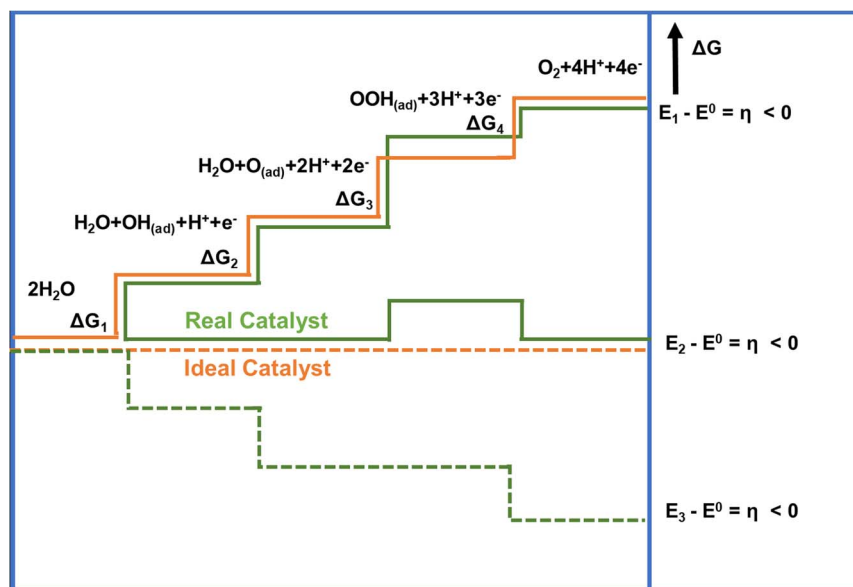 ΔG
O₂+4H⁺+4e⁻
OOH₍ad₎+3H⁺+3e⁻
E₁ - E⁰ = η < 0
ΔG₄
H₂O+O₍ad₎+2H⁺+2e⁻
ΔG₃
H₂O+OH₍ad₎+H⁺+e⁻
ΔG₂
2H₂O
ΔG₁
Real Catalyst
E₂ - E⁰ = η < 0
Ideal Catalyst
E₃ - E⁰ = η < 0